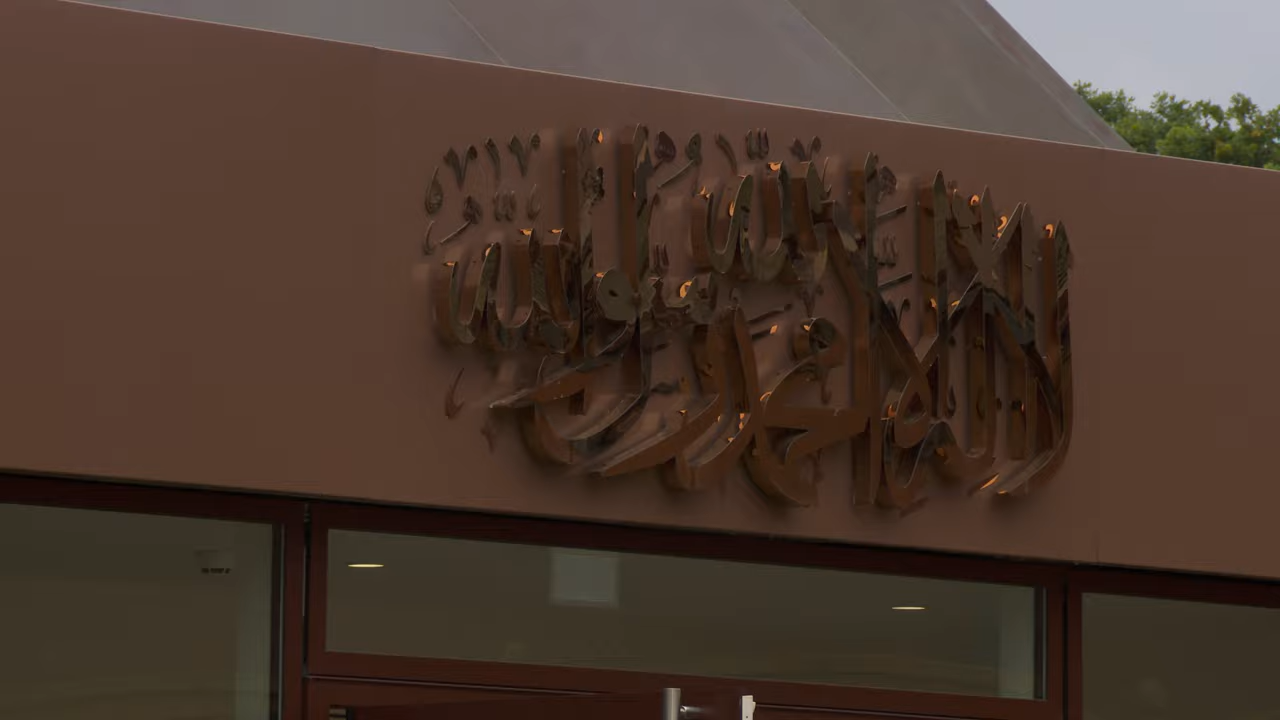 لا إله إلا الله محمد رسول الله